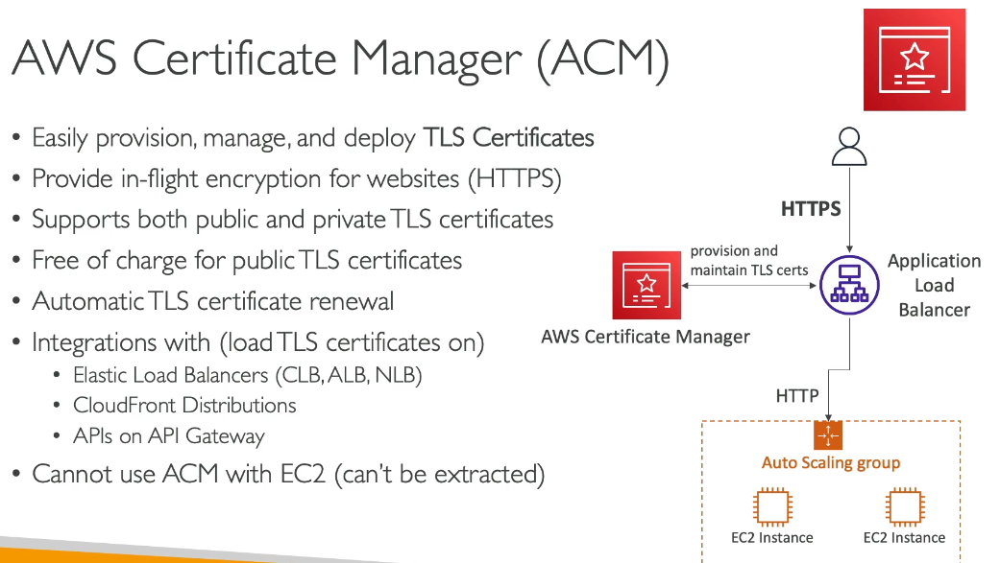 AWS Certificate Manager (ACM)
• Easily provision, manage, and deploy TLS Certificates
• Provide in-flight encryption for websites (HTTPS)
• Supports both public and private TLS certificates
• Free of charge for public TLS certificates
• Automatic TLS certificate renewal
• Integrations with (load TLS certificates on)
• Elastic Load Balancers (CLB, ALB, NLB)
• CloudFront Distributions
• APIs on API Gateway
• Cannot use ACM with EC2 (can't be extracted)
HTTPS
provision and
maintain TLS certs
Application
Load
Balancer
AWS Certificate Manager
HTTP
Auto Scaling group
EC2 Instance
EC2 Instance